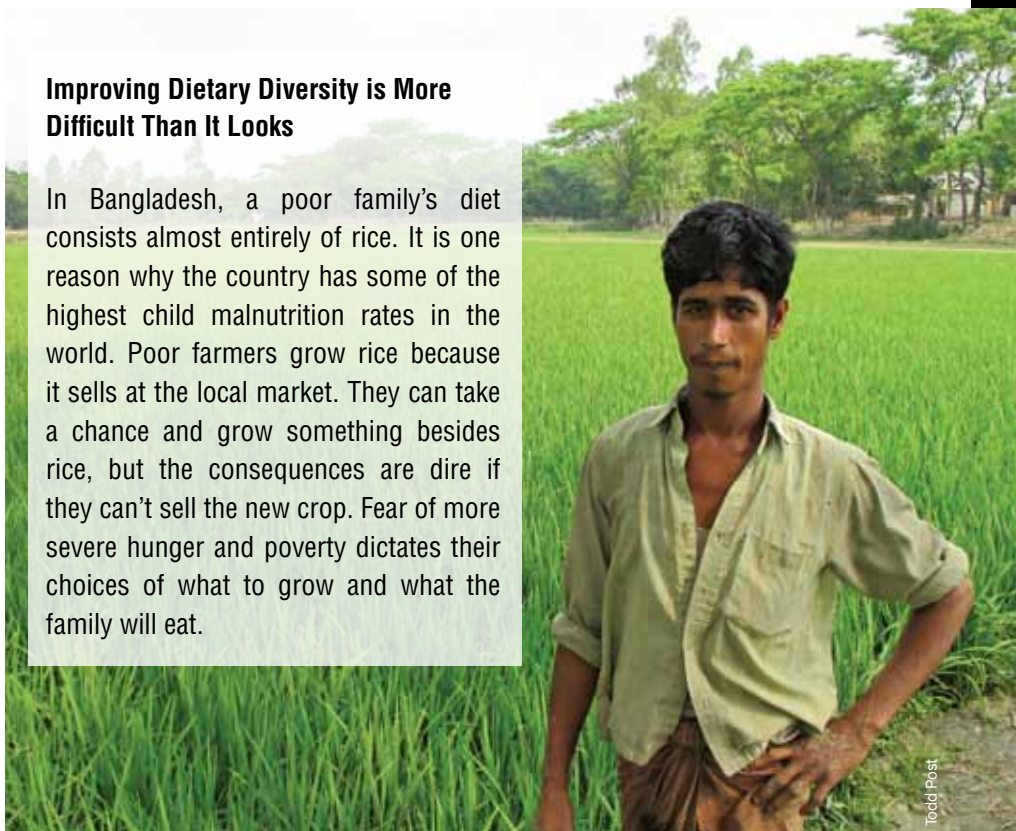 Improving Dietary Diversity is More
Difficult Than It Looks
In Bangladesh, a poor family’s diet
consists almost entirely of rice. It is one
reason why the country has some of the
highest child malnutrition rates in the
world. Poor farmers grow rice because
it sells at the local market. They can take
a chance and grow something besides
rice, but the consequences are dire if
they can’t sell the new crop. Fear of more
severe hunger and poverty dictates their
choices of what to grow and what the
family will eat.
Todd Post